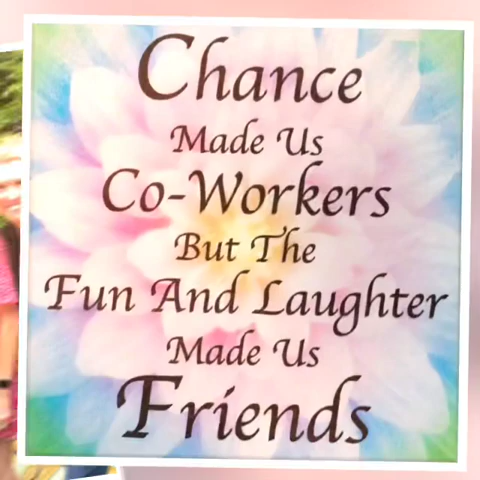 Chance
Made Us
Co-Workers
But The
Fun And Laughter
Made Us
Friends